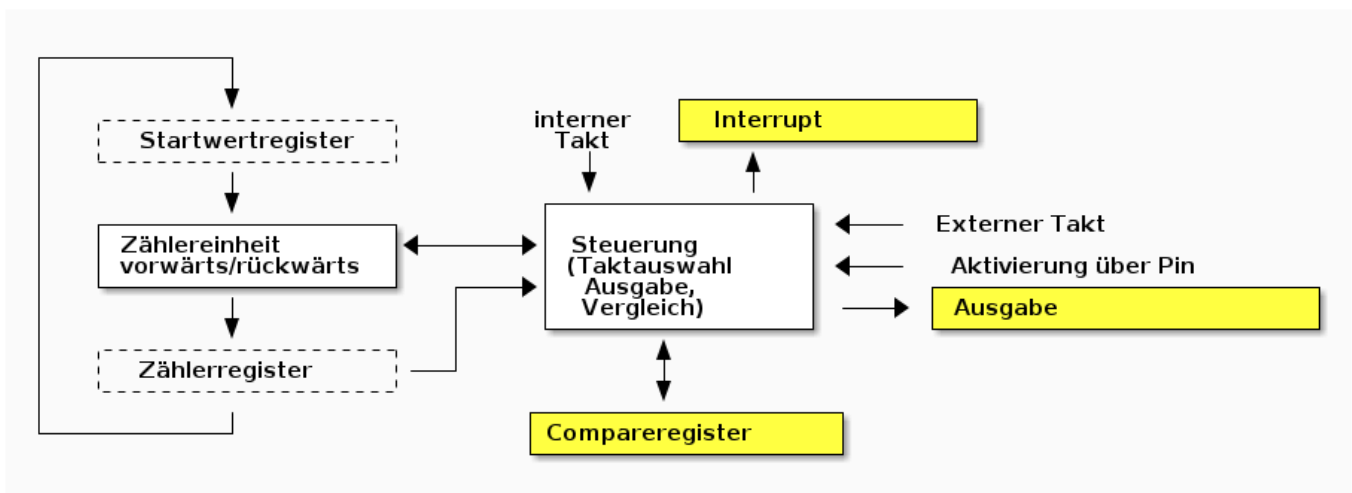 Startwertregister
Zählereinheit
vorwärts/rückwärts
Zählerregister
interner
Takt
Interrupt
Steuerung
(Taktauswahl
Ausgabe,
Vergleich)
Externer Takt
Aktivierung über Pin
Ausgabe
Compareregister